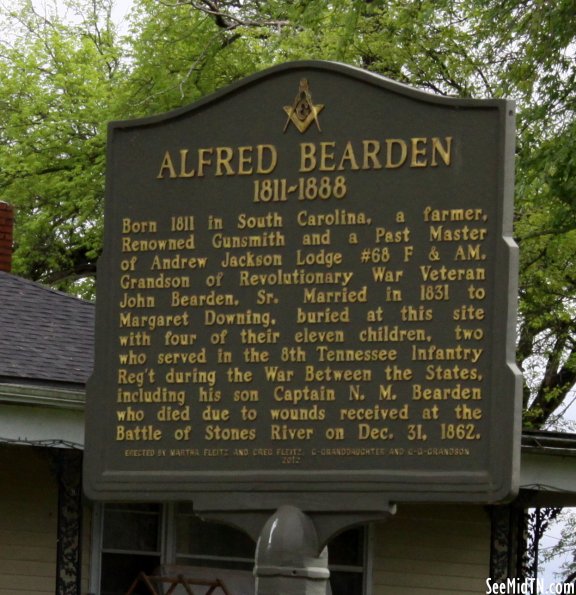 ALFRED BEARDEN
1811-1888
Born 1811 in South Carolina, a farmer,
Renowned Gunsmith and a Past Master
of Andrew Jackson Lodge #68 F & AM.
Grandson of Revolutionary War Veteran
John Bearden, Sr. Married in 1831 to
Margaret Downing, buried at this site
with four of their eleven children, two
who served in the 8th Tennessee Infantry
Reg't during the War Between the States,
including his son Captain N. M. Bearden
who died due to wounds received at the
Battle of Stones River on Dec. 31, 1862.
ERECTED BY MARTHA FLEITZ AND GREG FLEITZ, G-GRANDDAUGHTER AND G-G-GRANDSON
2012
SeeMidTN.com